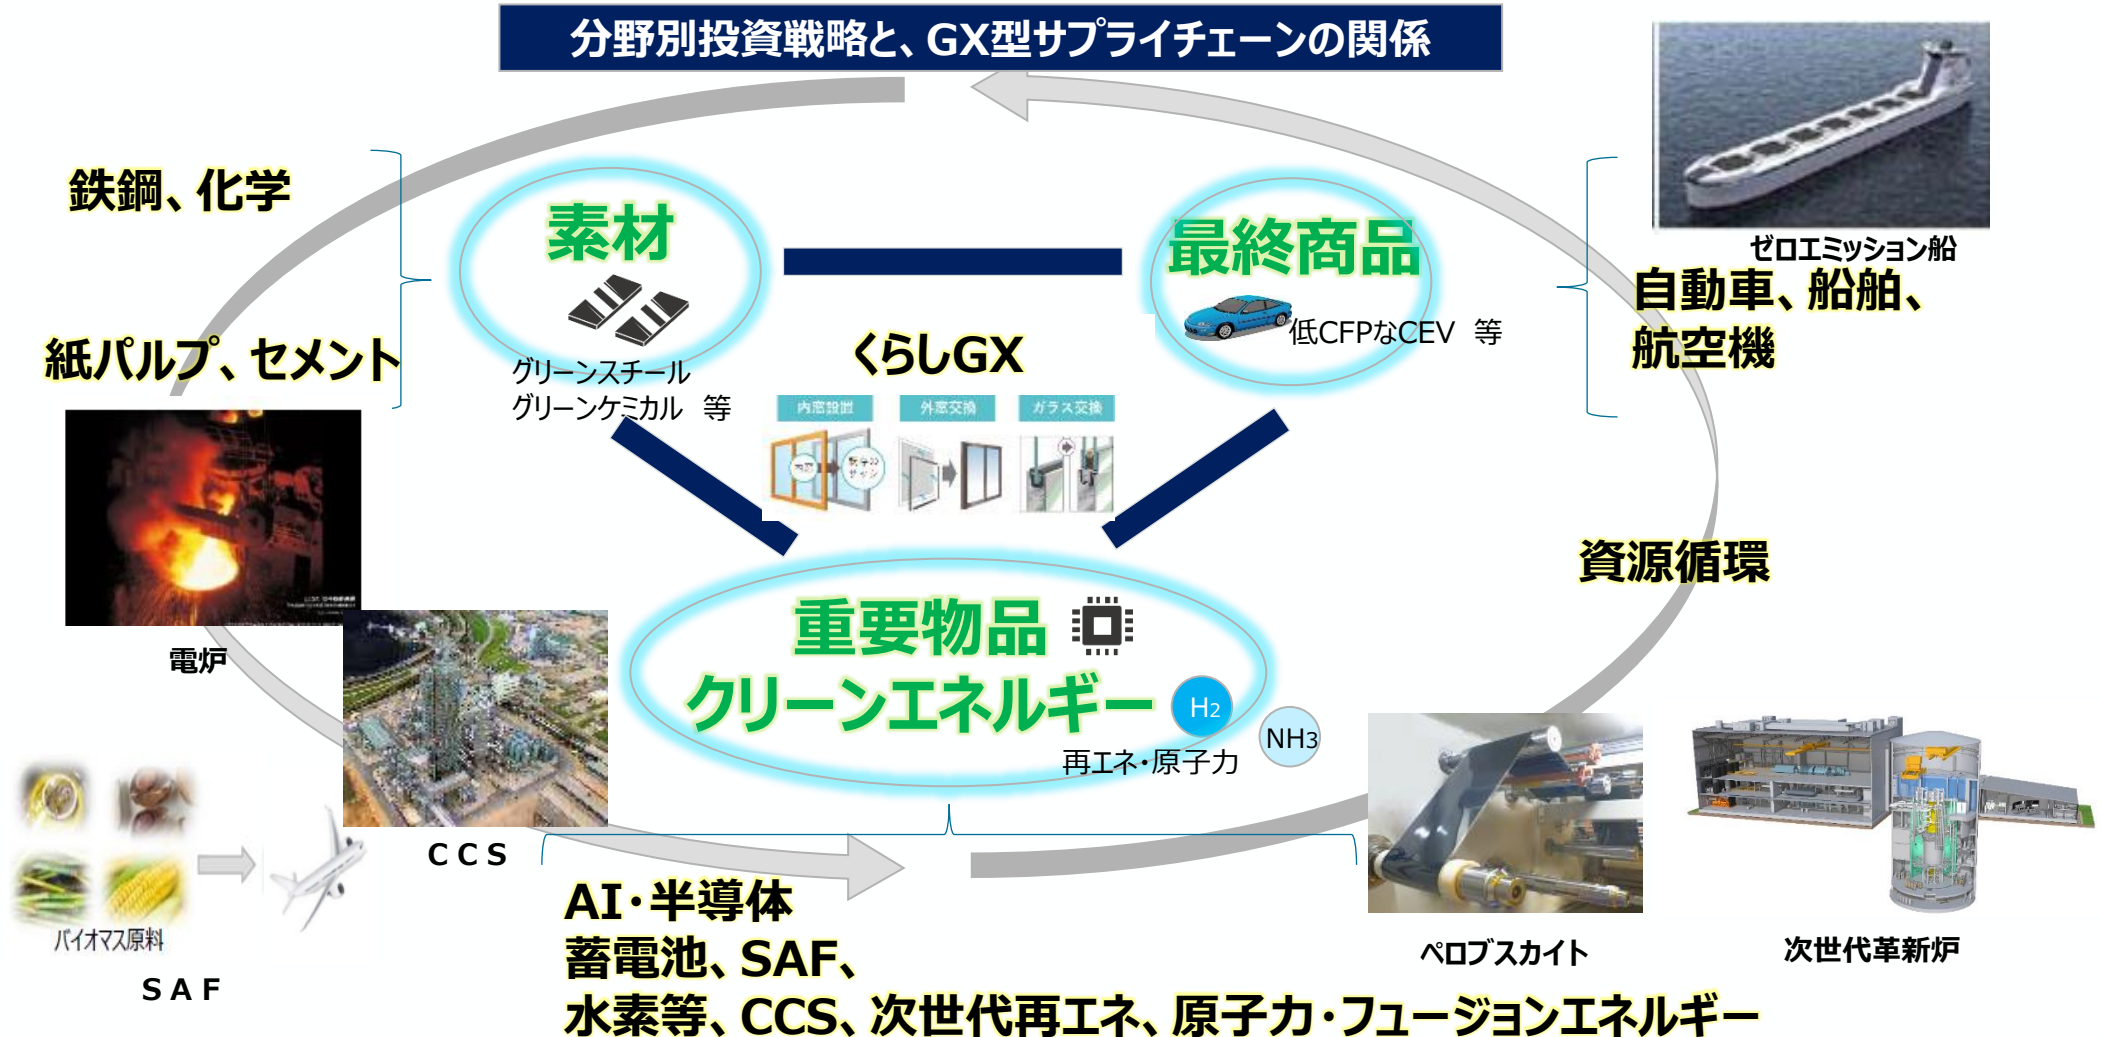 分野別投資戦略と、GX型サプライチェーンの関係
鉄鋼、化学
紙パルプ、セメント
素材
グリーンスチール
グリーンケミカル 等
最終商品
低CFPなCEV 等
ゼロエミッション船
自動車、船舶、
航空機
くらしGX
内窓設置
外窓交換
ガラス交換
資源循環
重要物品
クリーンエネルギー
H2
NH3
再エネ・原子力
電炉
CCS
バイオマス原料
SAF
AI・半導体
蓄電池、SAF、
水素等、CCS、次世代再エネ、原子力・フュージョンエネルギー
ペロブスカイト
次世代革新炉